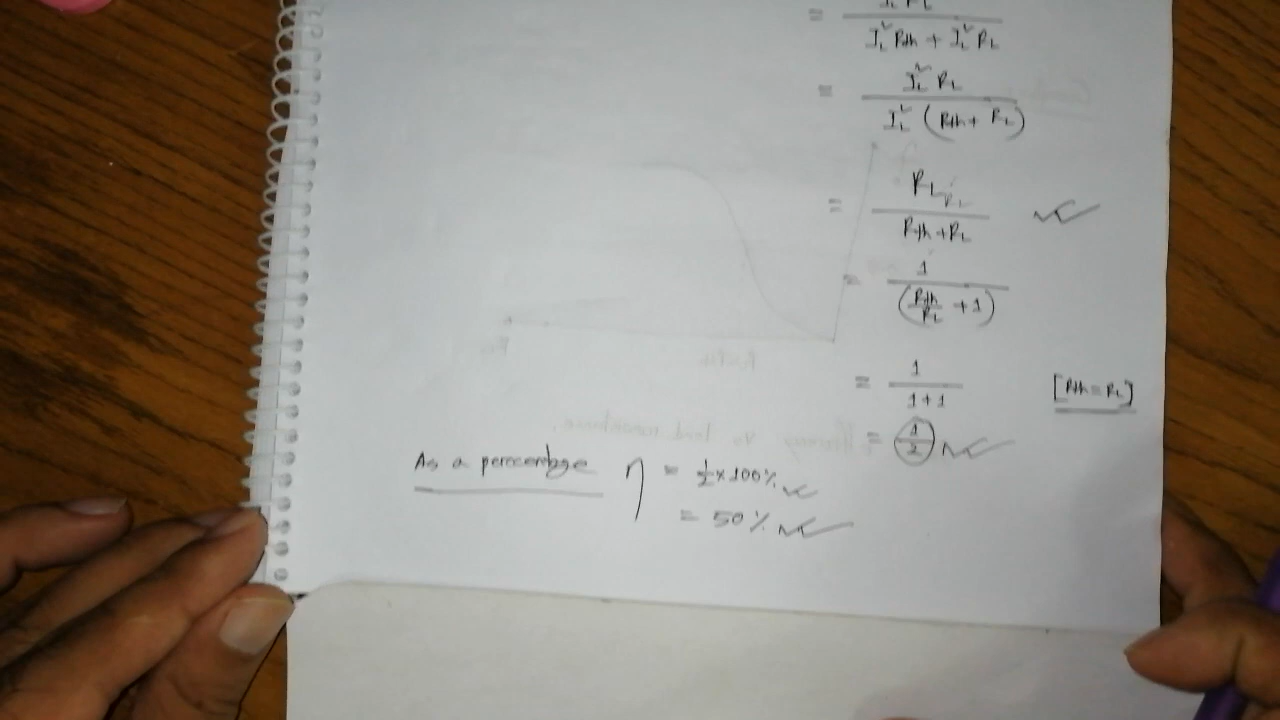 = I_L² R_L / (I_L² Rth + I_L² R_L)
= I_L² R_L / (I_L² (Rth + R_L))
= R_L / (Rth + R_L)
= 1 / (Rth/R_L + 1)
= 1 / (1+1) [Rth = R_L]
= 1/2
As a percentage η = 1/2 × 100%
= 50%